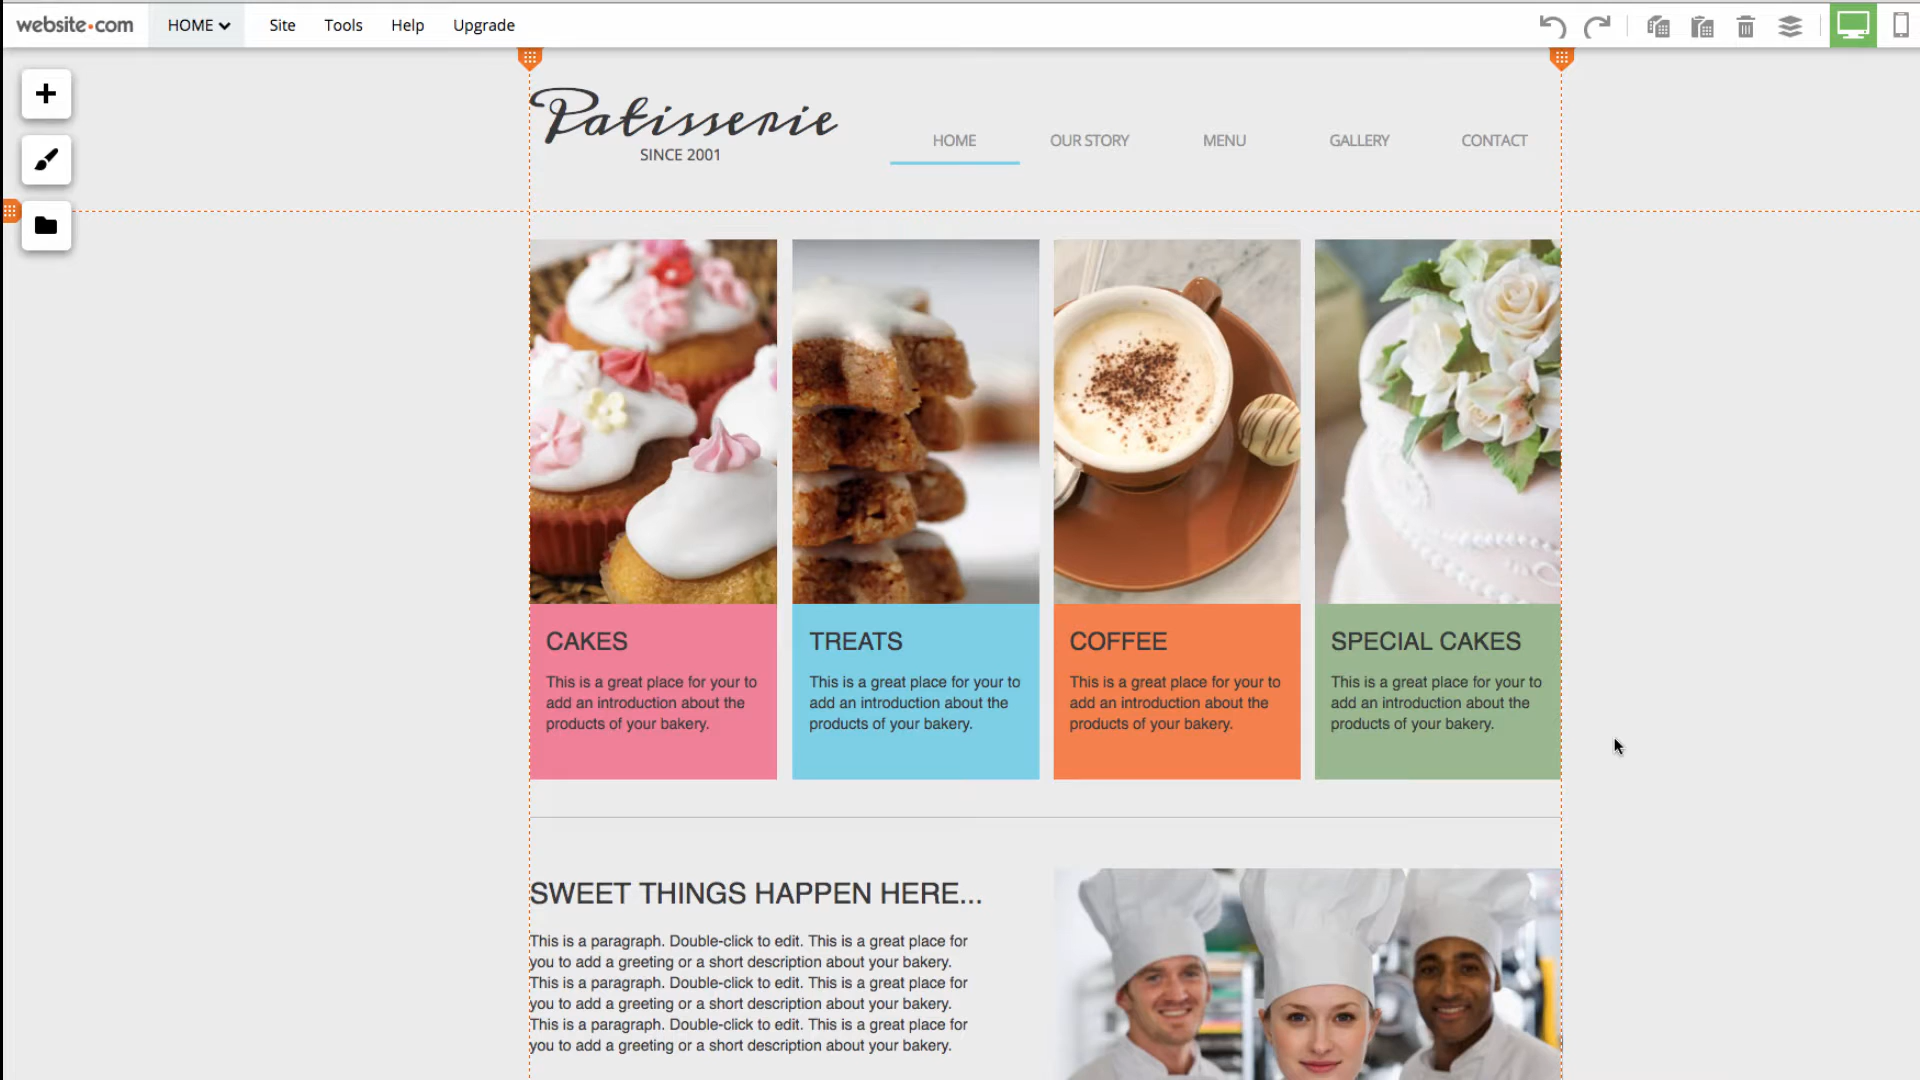 website.com HOME Site Tools Help Upgrade
Patisserie
SINCE 2001
HOME OUR STORY MENU GALLERY CONTACT
CAKES
This is a great place for your to
add an introduction about the
products of your bakery.
TREATS
This is a great place for your to
add an introduction about the
products of your bakery.
COFFEE
This is a great place for your to
add an introduction about the
products of your bakery.
SPECIAL CAKES
This is a great place for your to
add an introduction about the
products of your bakery.
SWEET THINGS HAPPEN HERE...
This is a paragraph. Double-click to edit. This is a great place for
you to add a greeting or a short description about your bakery.
This is a paragraph. Double-click to edit. This is a great place for
you to add a greeting or a short description about your bakery.
This is a paragraph. Double-click to edit. This is a great place for
you to add a greeting or a short description about your bakery.